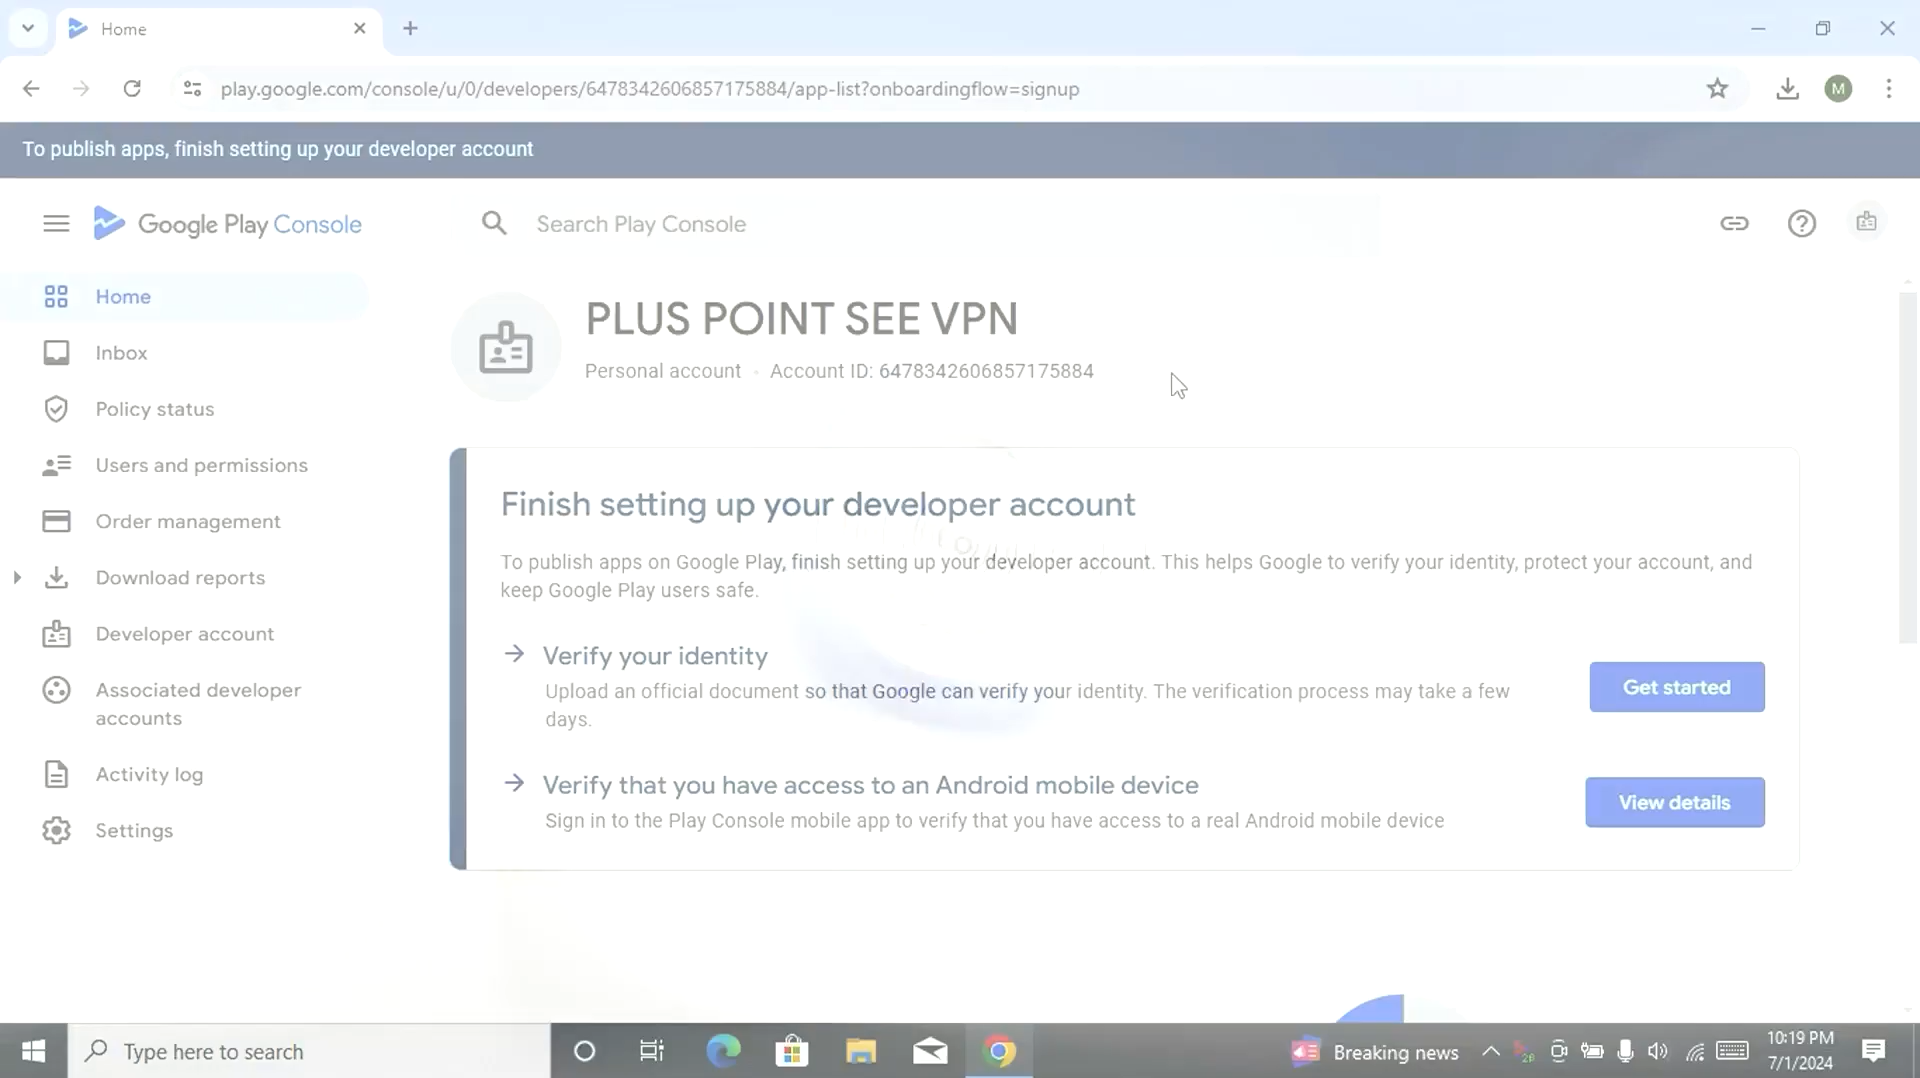 Home
play.google.com/console/u/0/developers/6478342606857175884/app-list?onboardingflow=signup
M
To publish apps, finish setting up your developer account
Google Play Console
Search Play Console
Home
Inbox
Policy status
Users and permissions
Order management
Download reports
Developer account
Associated developer
accounts
Activity log
Settings
PLUS POINT SEE VPN
Personal account · Account ID: 6478342606857175884
Finish setting up your developer account
To publish apps on Google Play, finish setting up your developer account. This helps Google to verify your identity, protect your account, and
keep Google Play users safe.
Verify your identity
Upload an official document so that Google can verify your identity. The verification process may take a few
days.
Get started
Verify that you have access to an Android mobile device
Sign in to the Play Console mobile app to verify that you have access to a real Android mobile device
View details
Type here to search
Breaking news
10:19 PM
7/1/2024